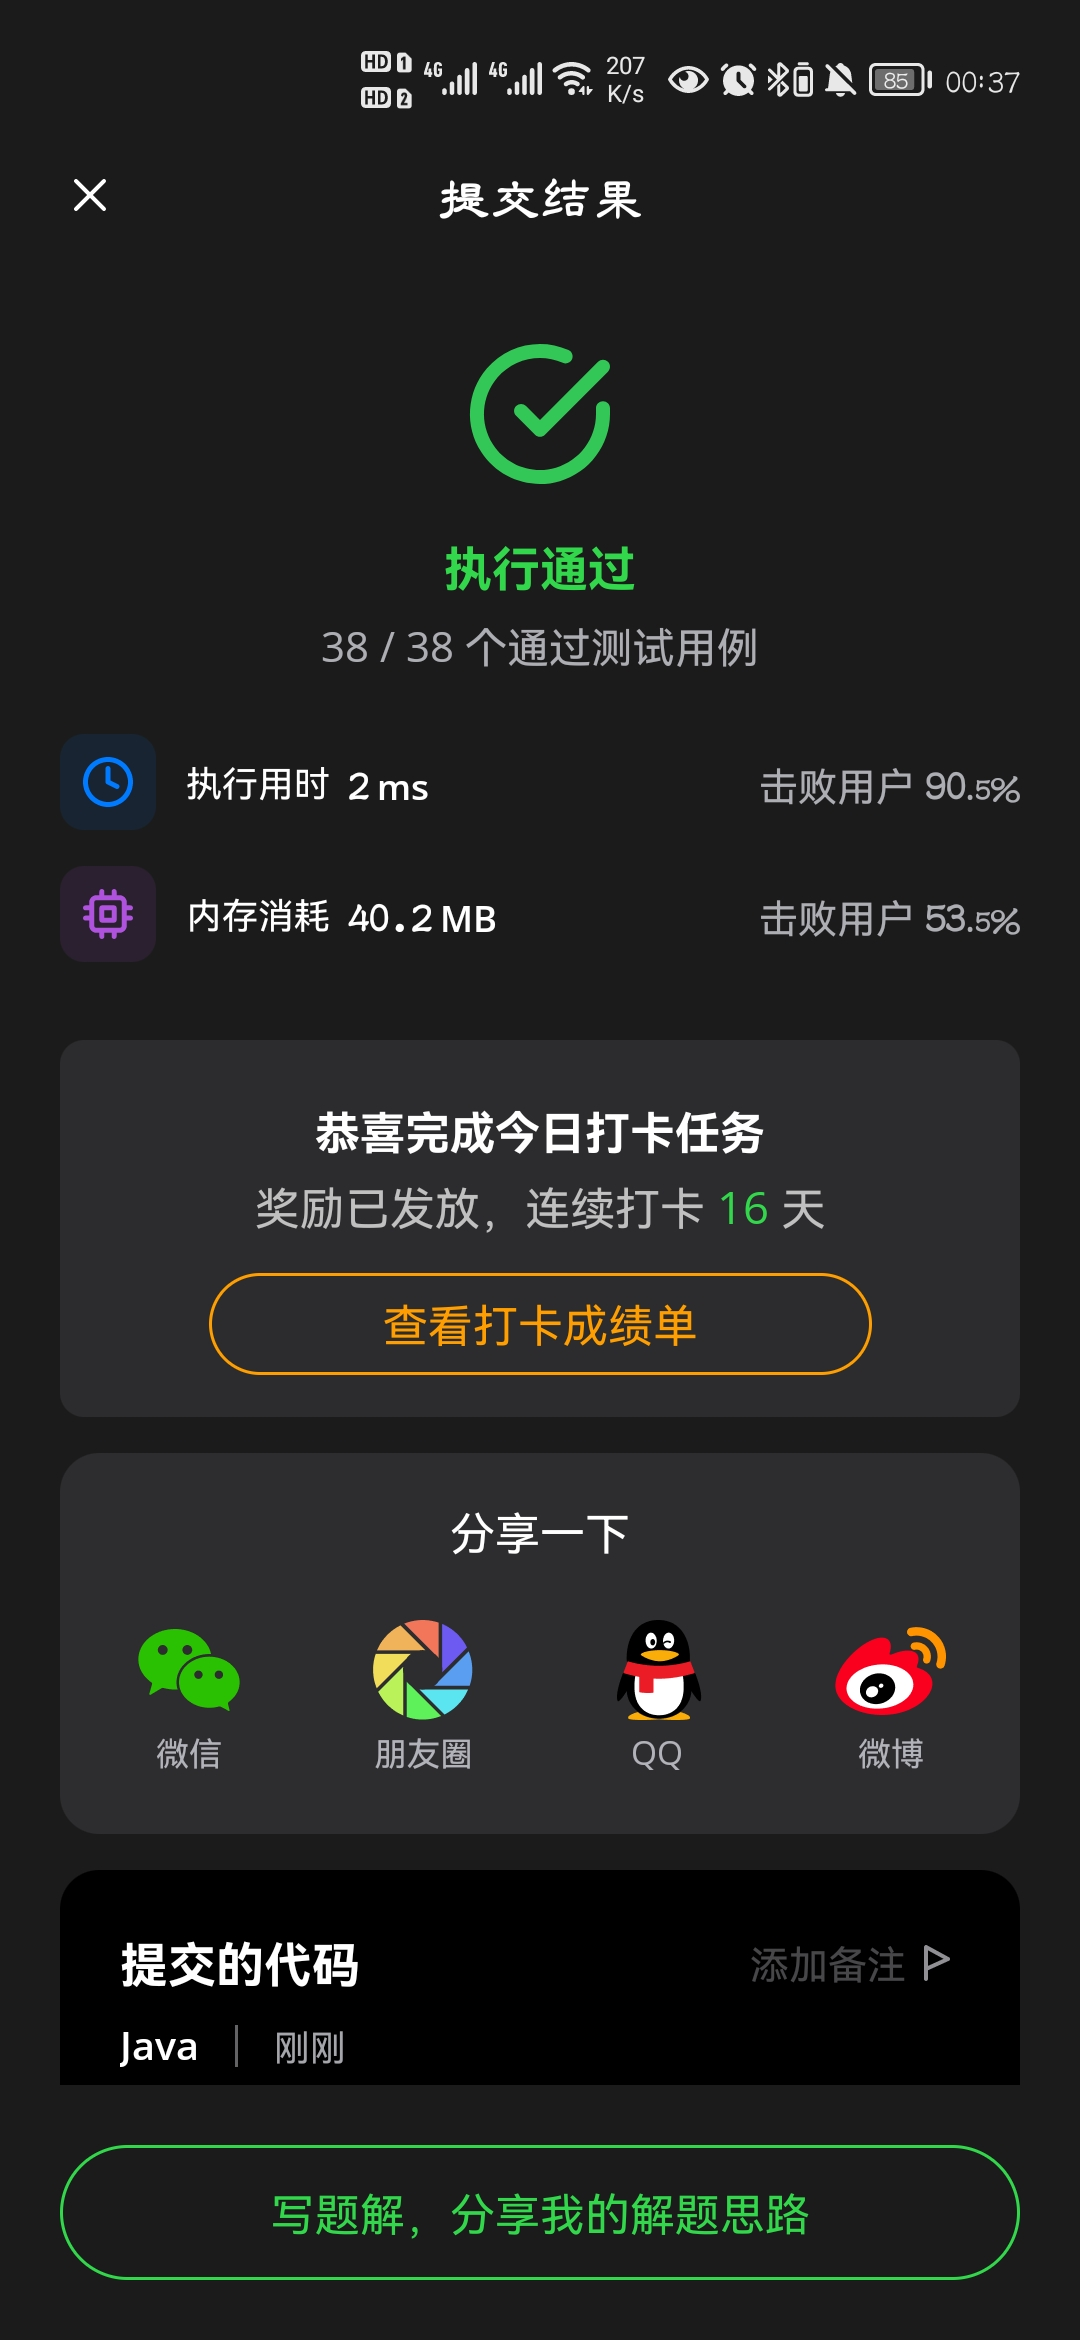 HD 1 4G 4G 207 85 00:37
HD 2 K/s
提交结果
执行通过
38 / 38 个通过测试用例
执行用时 2 ms 击败用户 90.5%
内存消耗 40.2 MB 击败用户 53.5%
恭喜完成今日打卡任务
奖励已发放，连续打卡 16 天
查看打卡成绩单
分享一下
微信 朋友圈 QQ 微博
提交的代码 添加备注
Java 刚刚
写题解，分享我的解题思路